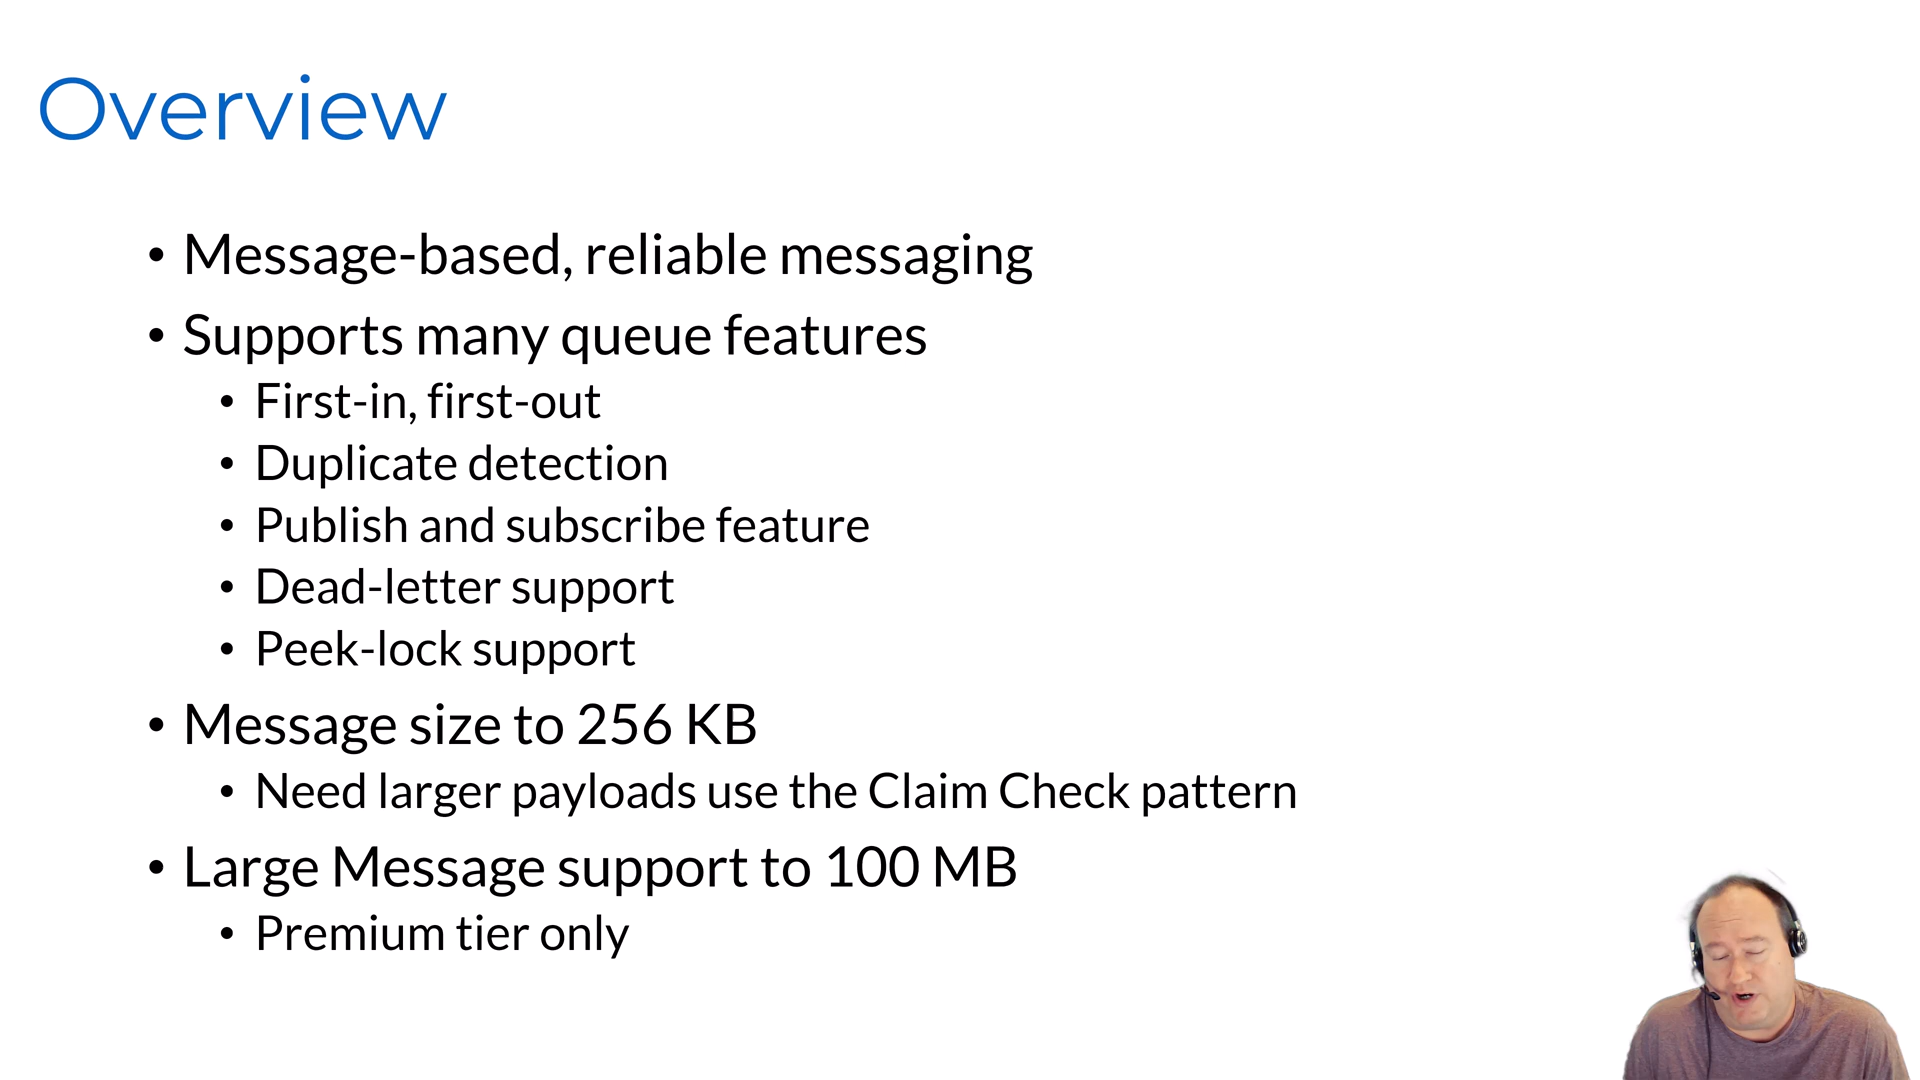 Overview
• Message-based, reliable messaging
• Supports many queue features
• First-in, first-out
• Duplicate detection
• Publish and subscribe feature
• Dead-letter support
• Peek-lock support
• Message size to 256 KB
• Need larger payloads use the Claim Check pattern
• Large Message support to 100 MB
• Premium tier only